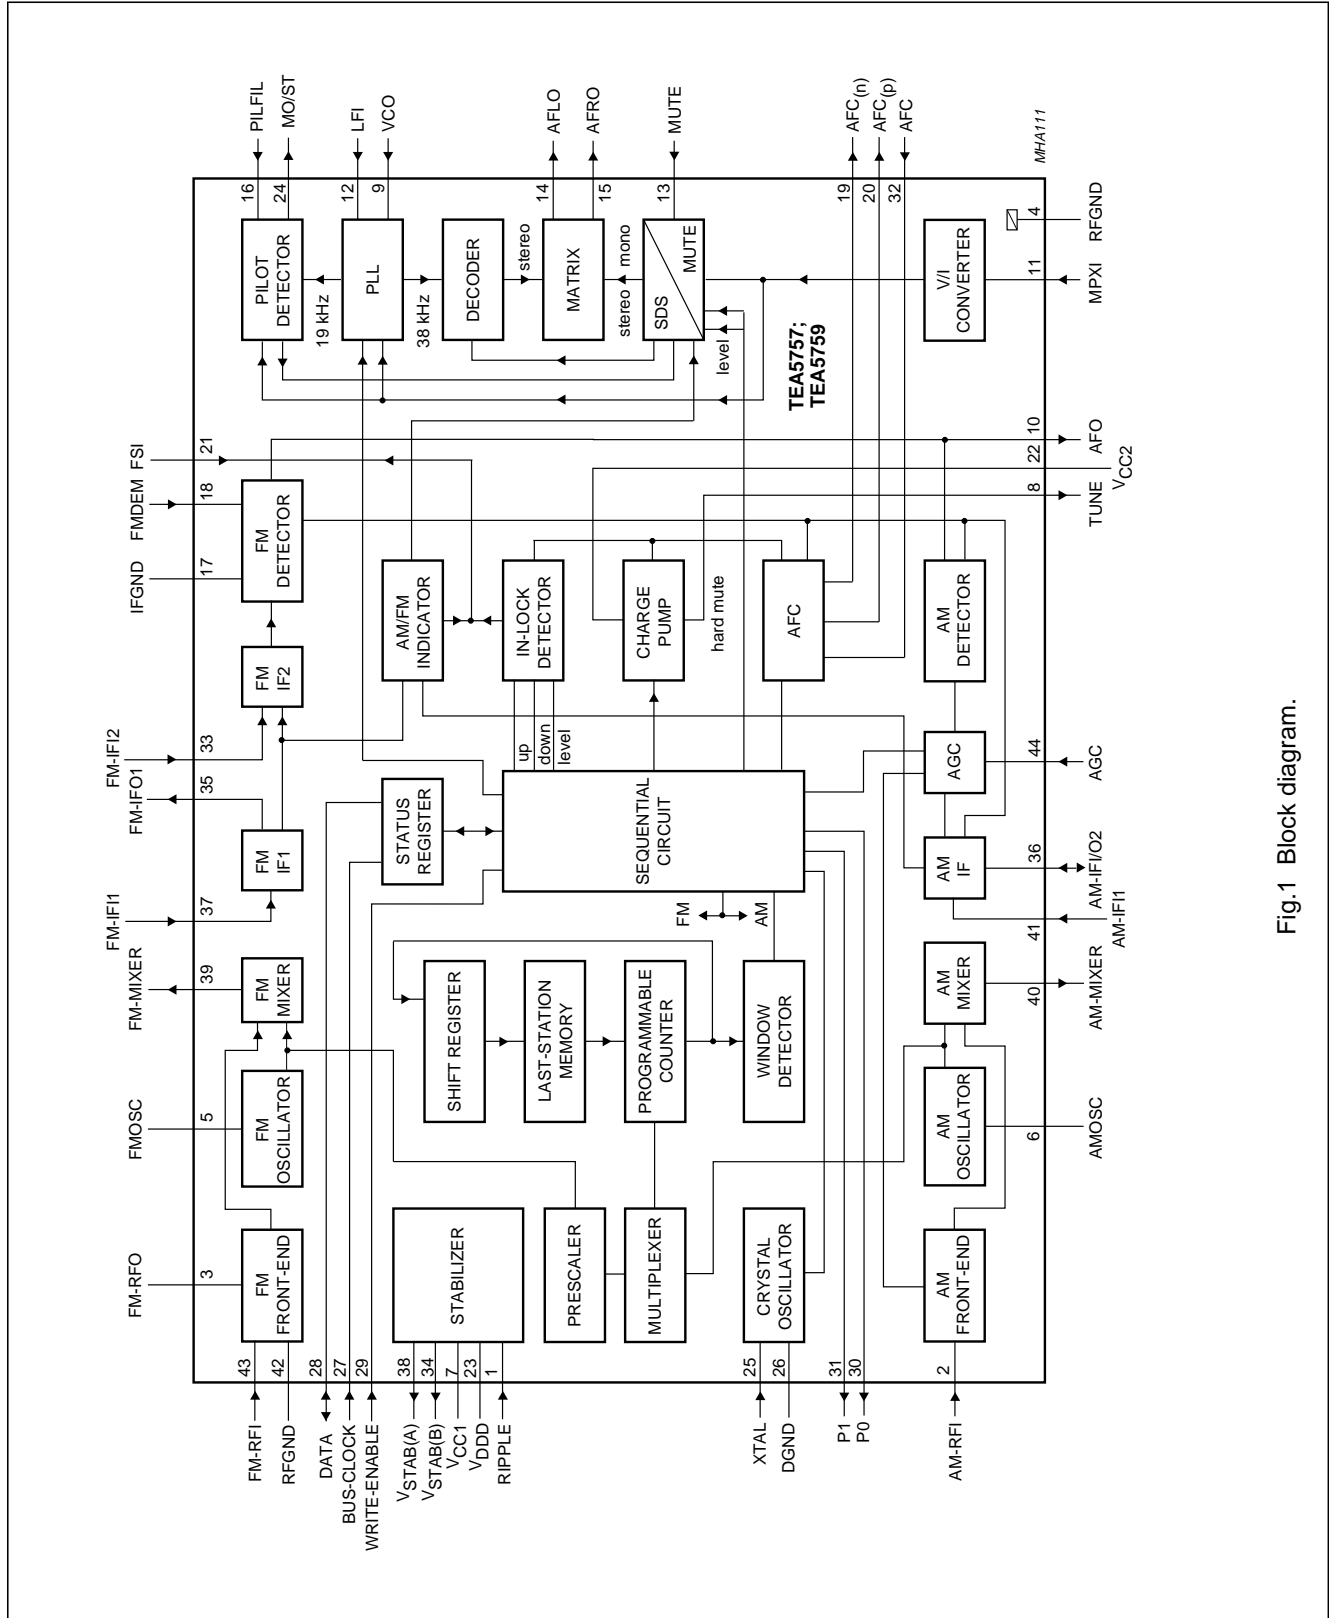 FM-RFO
FMOSC
FM-MIXER
FM-IFI1
FM-IFO1
FM-IFI2
IFGND
FMDEM
FSI
3
5
39
37
35
33
17
18
21
FM-RFI
43
RFGND
42
DATA
28
BUS-CLOCK
27
WRITE-ENABLE
29
VSTAB(A)
38
VSTAB(B)
34
VCC1
7
VDDD
23
RIPPLE
1
XTAL
25
DGND
26
P1
31
P0
30
AM-RFI
2
FM
FRONT-END
FM
OSCILLATOR
FM
MIXER
FM
IF1
FM
IF2
FM
DETECTOR
PILOT
DETECTOR
16
PILFIL
24
MO/ST
19 kHz
STABILIZER
STATUS
REGISTER
AM/FM
INDICATOR
PLL
12
LFI
9
VCO
38 kHz
SHIFT REGISTER
DECODER
stereo
PRESCALER
LAST-STATION
MEMORY
SEQUENTIAL
CIRCUIT
up
down
level
IN-LOCK
DETECTOR
MATRIX
14
AFLO
15
AFRO
stereo
mono
MULTIPLEXER
PROGRAMMABLE
COUNTER
CHARGE
PUMP
SDS
MUTE
13
MUTE
FM
AM
hard mute
level
CRYSTAL
OSCILLATOR
WINDOW
DETECTOR
AFC
TEA5757;
TEA5759
19
AFC(n)
20
AFC(p)
32
AFC
AM
FRONT-END
AM
OSCILLATOR
AM
MIXER
AM
IF
AGC
AM
DETECTOR
V/I
CONVERTER
6
40
41
36
44
8
22
10
11
4
AMOSC
AM-MIXER
AM-IFI1
AM-IFI/O2
AGC
TUNE
VCC2
AFO
MPXI
RFGND
MHA111
Fig.1 Block diagram.